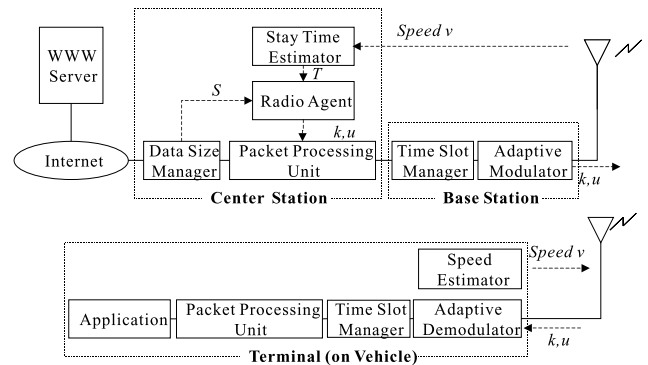 WWW
Server
Internet
Stay Time
Estimator
Speed v
T
S
Radio Agent
k,u
Data Size
Manager
Packet Processing
Unit
Time Slot
Manager
Adaptive
Modulator
k,u
Center Station
Base Station
Speed
Estimator
Speed v
Application
Packet Processing
Unit
Time Slot
Manager
Adaptive
Demodulator
k,u
Terminal (on Vehicle)